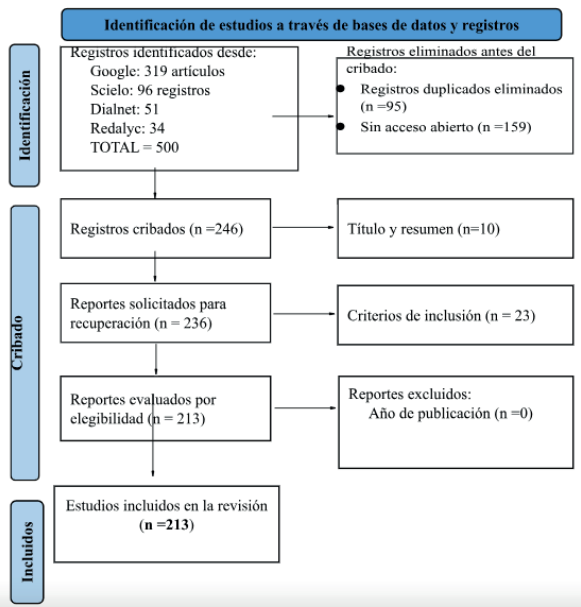 Identificación de estudios a través de bases de datos y registros
Identificación
Registros identificados desde:
Google: 319 artículos
Scielo: 96 registros
Dialnet: 51
Redalyc: 34
TOTAL = 500
Registros eliminados antes del
cribado:
● Registros duplicados eliminados
(n =95)
● Sin acceso abierto (n =159)
Cribado
Registros cribados (n =246)
Título y resumen (n=10)
Reportes solicitados para
recuperación (n = 236)
Criterios de inclusión (n = 23)
Reportes evaluados por
elegibilidad (n = 213)
Reportes excluidos:
Año de publicación (n =0)
Incluidos
Estudios incluidos en la revisión
(n =213)